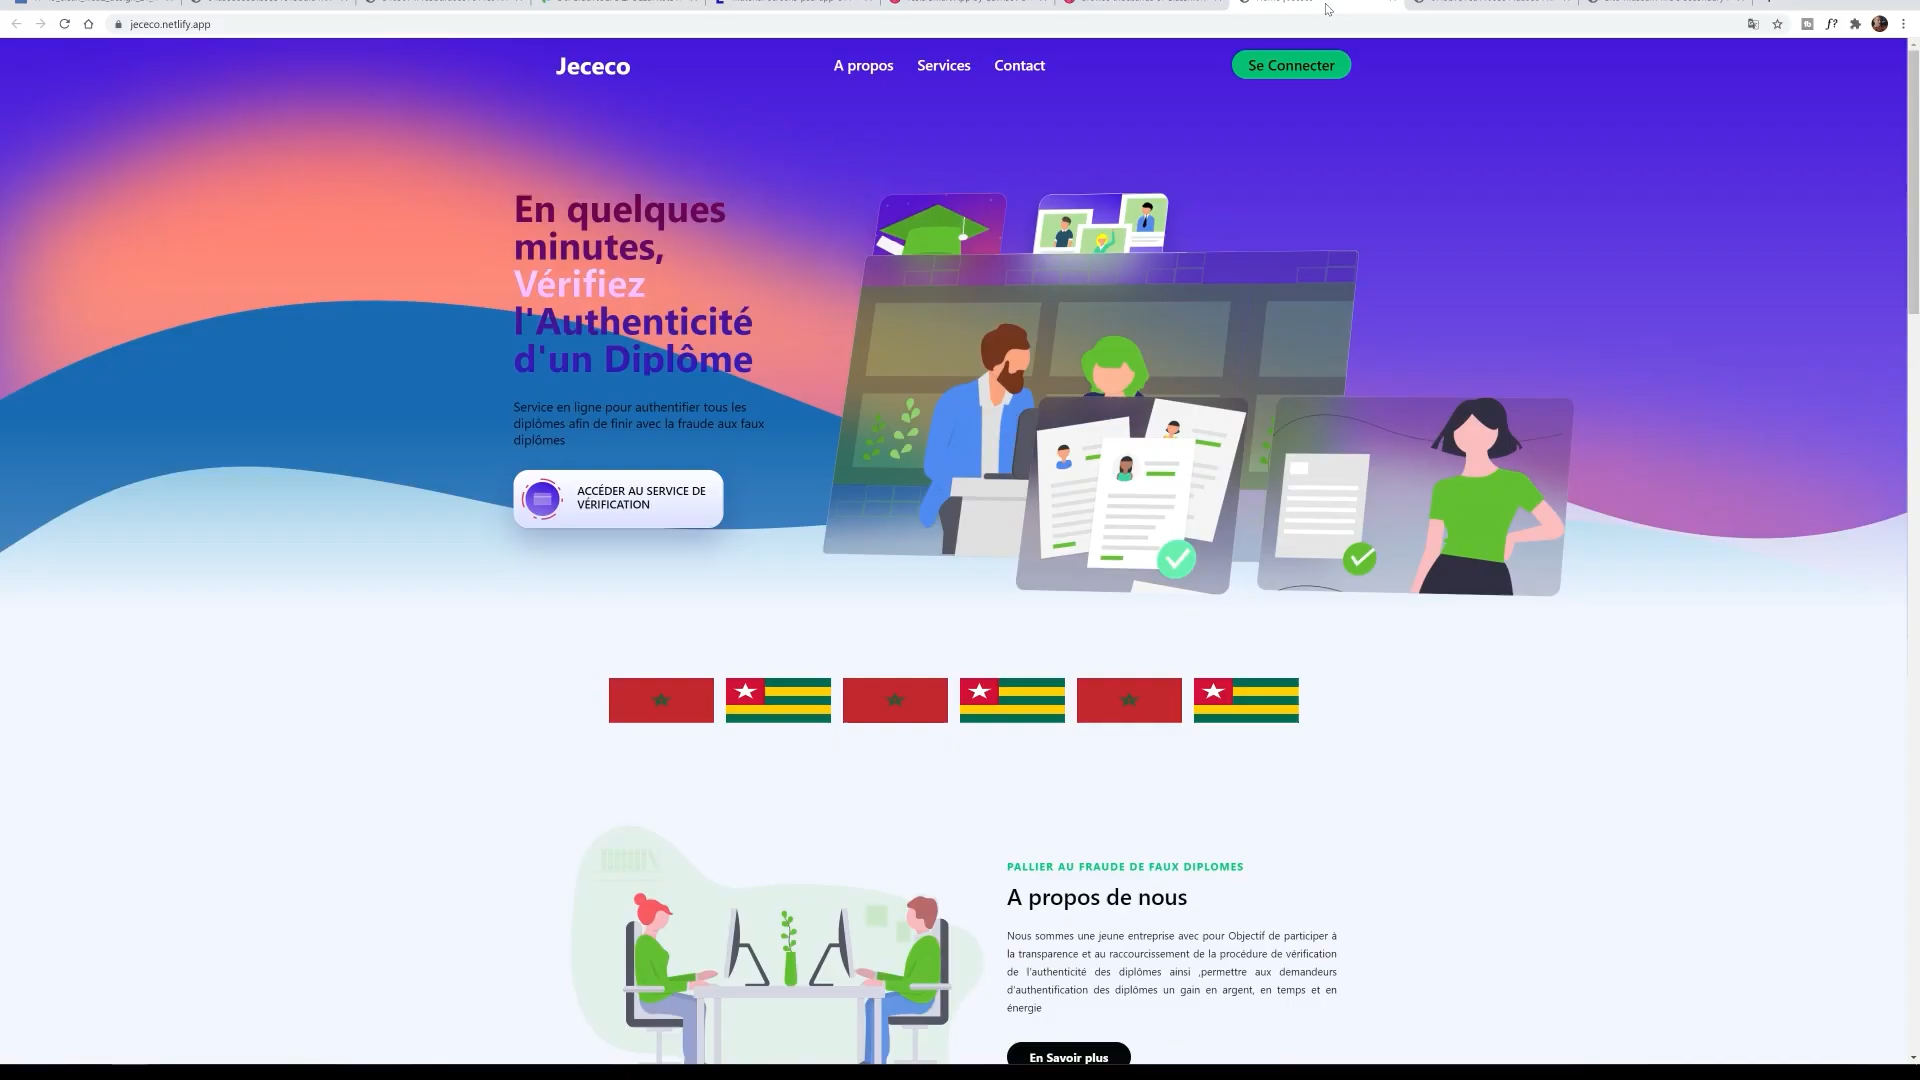 jececo.netlify.app
Jececo
A propos
Services
Contact
Se Connecter
En quelques
minutes,
Vérifiez
l'Authenticité
d'un Diplôme
Service en ligne pour authentifier tous les
diplômes afin de finir avec la fraude aux faux
diplômes
ACCÉDER AU SERVICE DE
VÉRIFICATION
PALLIER AU FRAUDE DE FAUX DIPLOMES
A propos de nous
Nous sommes une jeune entreprise avec pour Objectif de participer à
la transparence et au raccourcissement de la procédure de vérification
de l'authenticité des diplômes ainsi ,permettre aux demandeurs
d'authentification des diplômes un gain en argent, en temps et en
énergie
En Savoir plus